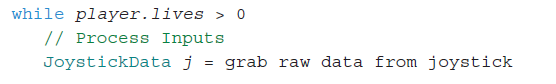 while player.lives > 0
// Process Inputs
JoystickData j = grab raw data from joystick